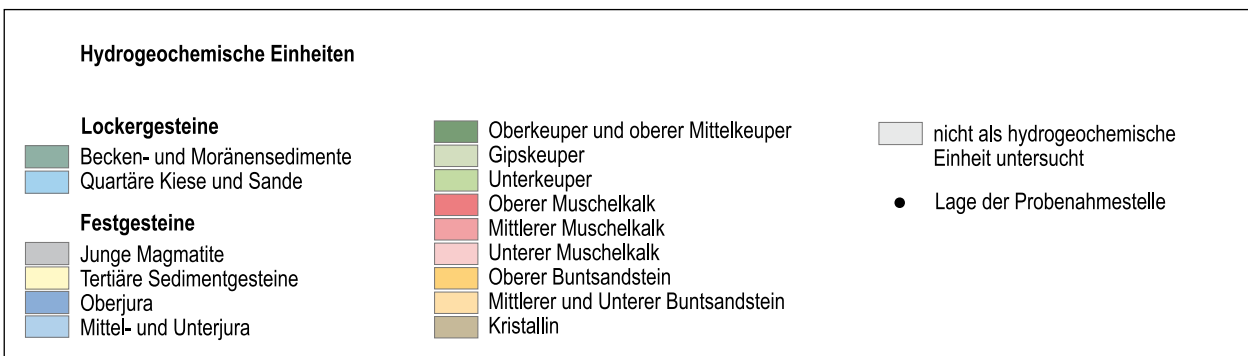 Hydrogeochemische Einheiten
Lockergesteine
Becken- und Moränensedimente
Quartäre Kiese und Sande
Festgesteine
Junge Magmatite
Tertiäre Sedimentgesteine
Oberjura
Mittel- und Unterjura
Oberkeuper und oberer Mittelkeuper
Gipskeuper
Unterkeuper
Oberer Muschelkalk
Mittlerer Muschelkalk
Unterer Muschelkalk
Oberer Buntsandstein
Mittlerer und Unterer Buntsandstein
Kristallin
nicht als hydrogeochemische
Einheit untersucht
Lage der Probenahmestelle